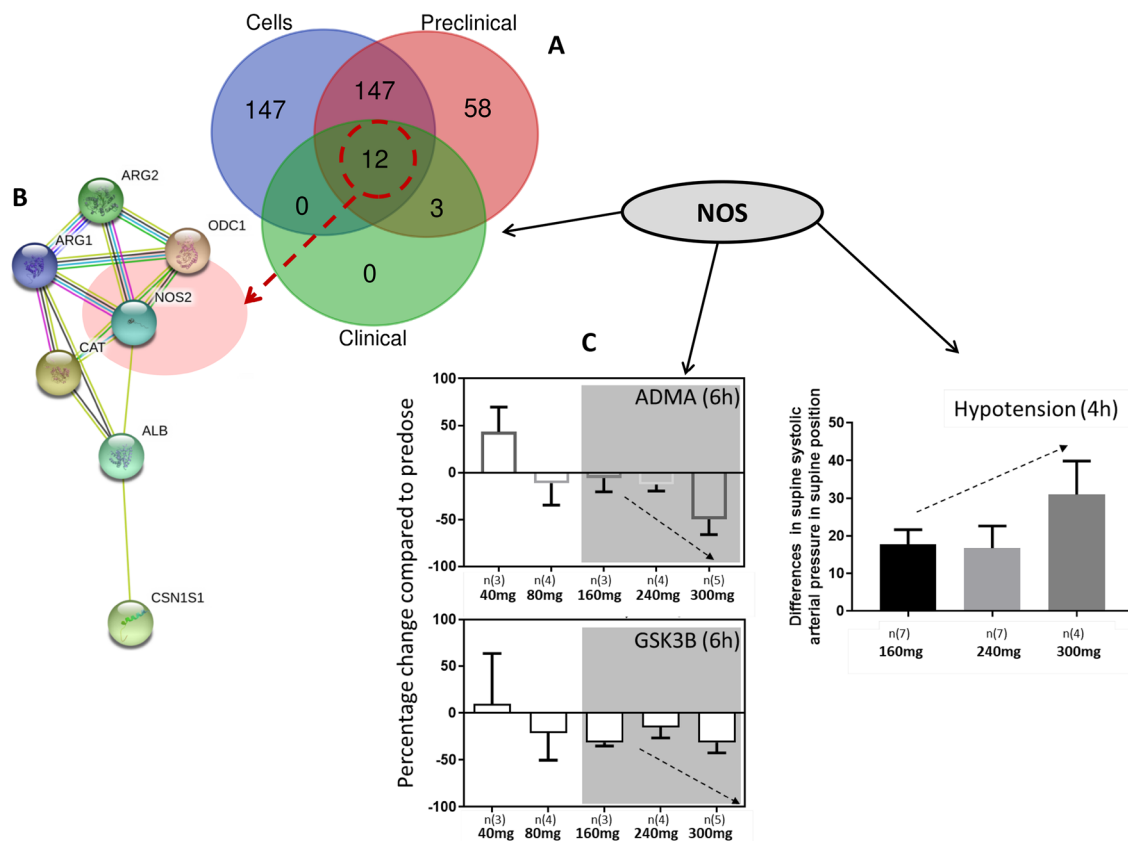 Cells
Preclinical
A
147
147
58
12
0
3
0
Clinical
NOS
B
ARG2
ODC1
ARG1
NOS2
CAT
ALB
CSN1S1
C
Percentage change compared to predose
ADMA (6h)
100
50
0
-50
-100
n(3) n(4) n(3) n(4) n(5)
40mg 80mg 160mg 240mg 300mg
GSK3B (6h)
100
50
0
-50
-100
n(3) n(4) n(3) n(4) n(5)
40mg 80mg 160mg 240mg 300mg
Hypotension (4h)
Differences in supine systolic
arterial pressure in supine position
50
40
30
20
10
0
n(7) n(7) n(4)
160mg 240mg 300mg